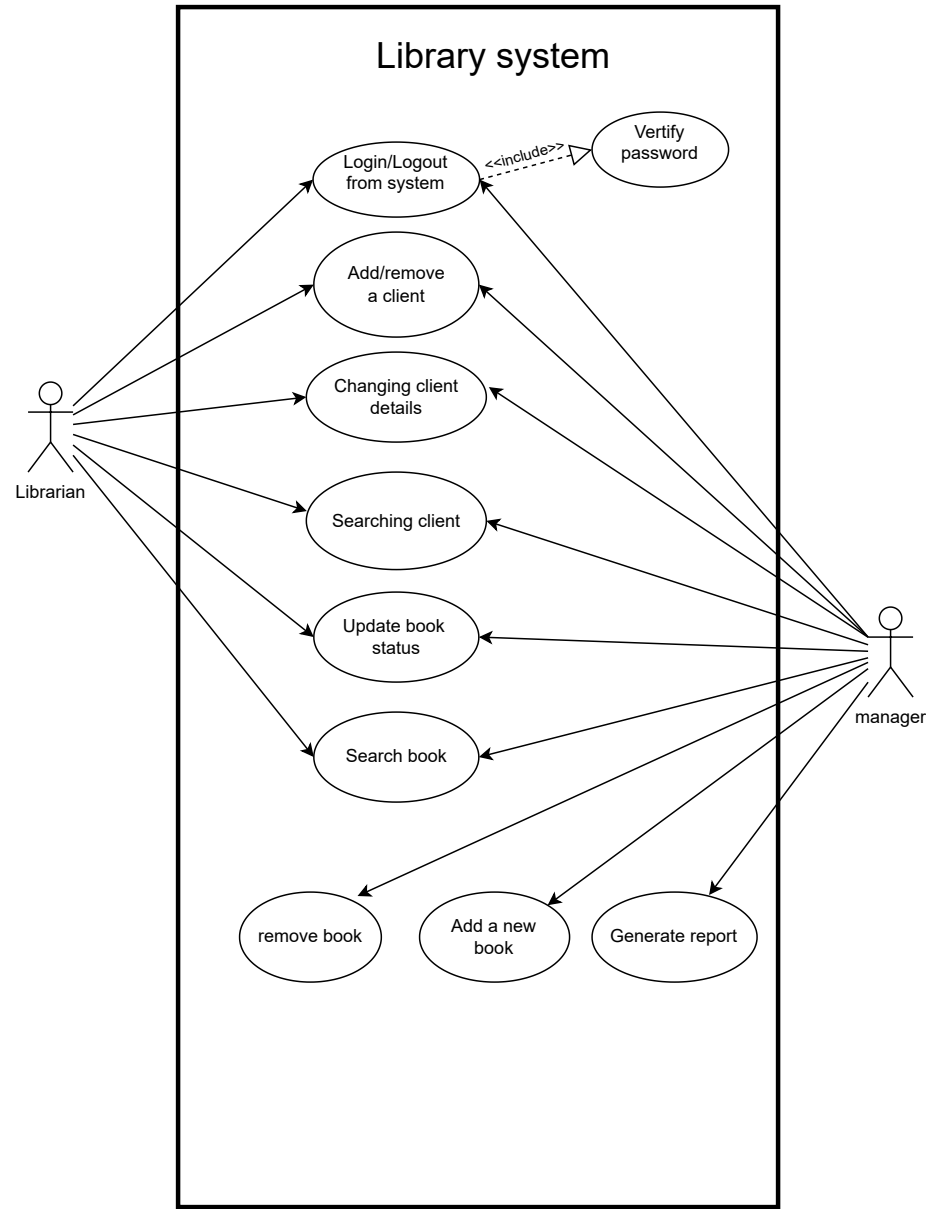 Library system
Vertify
password
<<include>>
Login/Logout
from system
Add/remove
a client
Changing client
details
Librarian
Searching client
Update book
status
manager
Search book
remove book
Add a new
book
Generate report